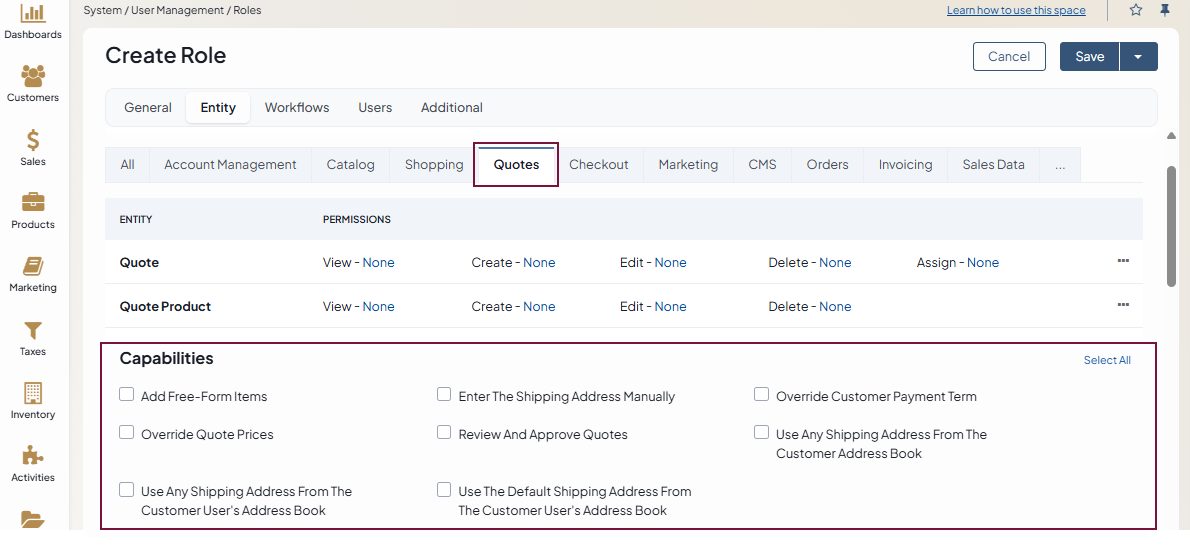 System / User Management / Roles
Learn how to use this space
Dashboards
Customers
Sales
Products
Marketing
Taxes
Inventory
Activities
Create Role
Cancel
Save
General Entity Workflows Users Additional
All Account Management Catalog Shopping Quotes Checkout Marketing CMS Orders Invoicing Sales Data ...
ENTITY PERMISSIONS
Quote View - None Create - None Edit - None Delete - None Assign - None
Quote Product View - None Create - None Edit - None Delete - None
Capabilities
Select All
Add Free-Form Items
Enter The Shipping Address Manually
Override Customer Payment Term
Override Quote Prices
Review And Approve Quotes
Use Any Shipping Address From The
Customer Address Book
Use Any Shipping Address From The
Customer User's Address Book
Use The Default Shipping Address From
The Customer User's Address Book